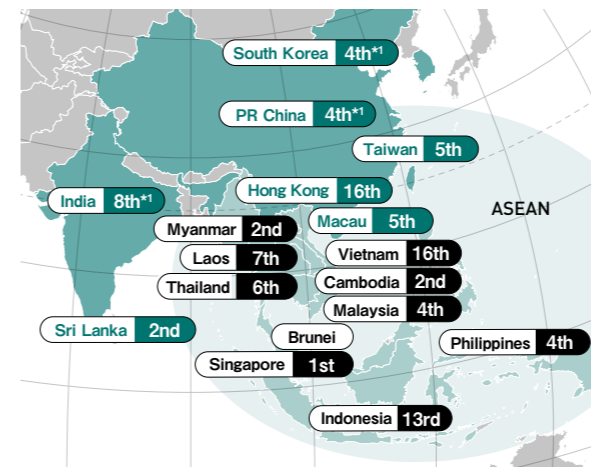 South Korea 4th*1
PR China 4th*1
Taiwan 5th
Hong Kong 16th
India 8th*1
Macau 5th
ASEAN
Myanmar 2nd
Vietnam 16th
Laos 7th
Cambodia 2nd
Thailand 6th
Malaysia 4th
Sri Lanka 2nd
Brunei
Philippines 4th
Singapore 1st
Indonesia 13rd